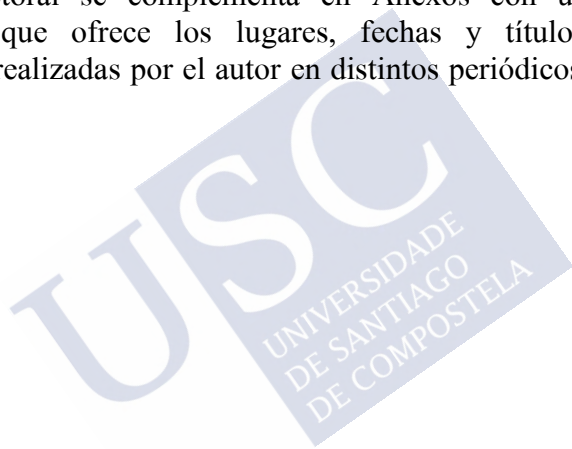 toral se complementa en Anexos con u
que ofrece los lugares, fechas y título
realizadas por el autor en distintos periódicos
USC
UNIVERSIDADE
DE SANTIAGO
DE COMPOSTELA